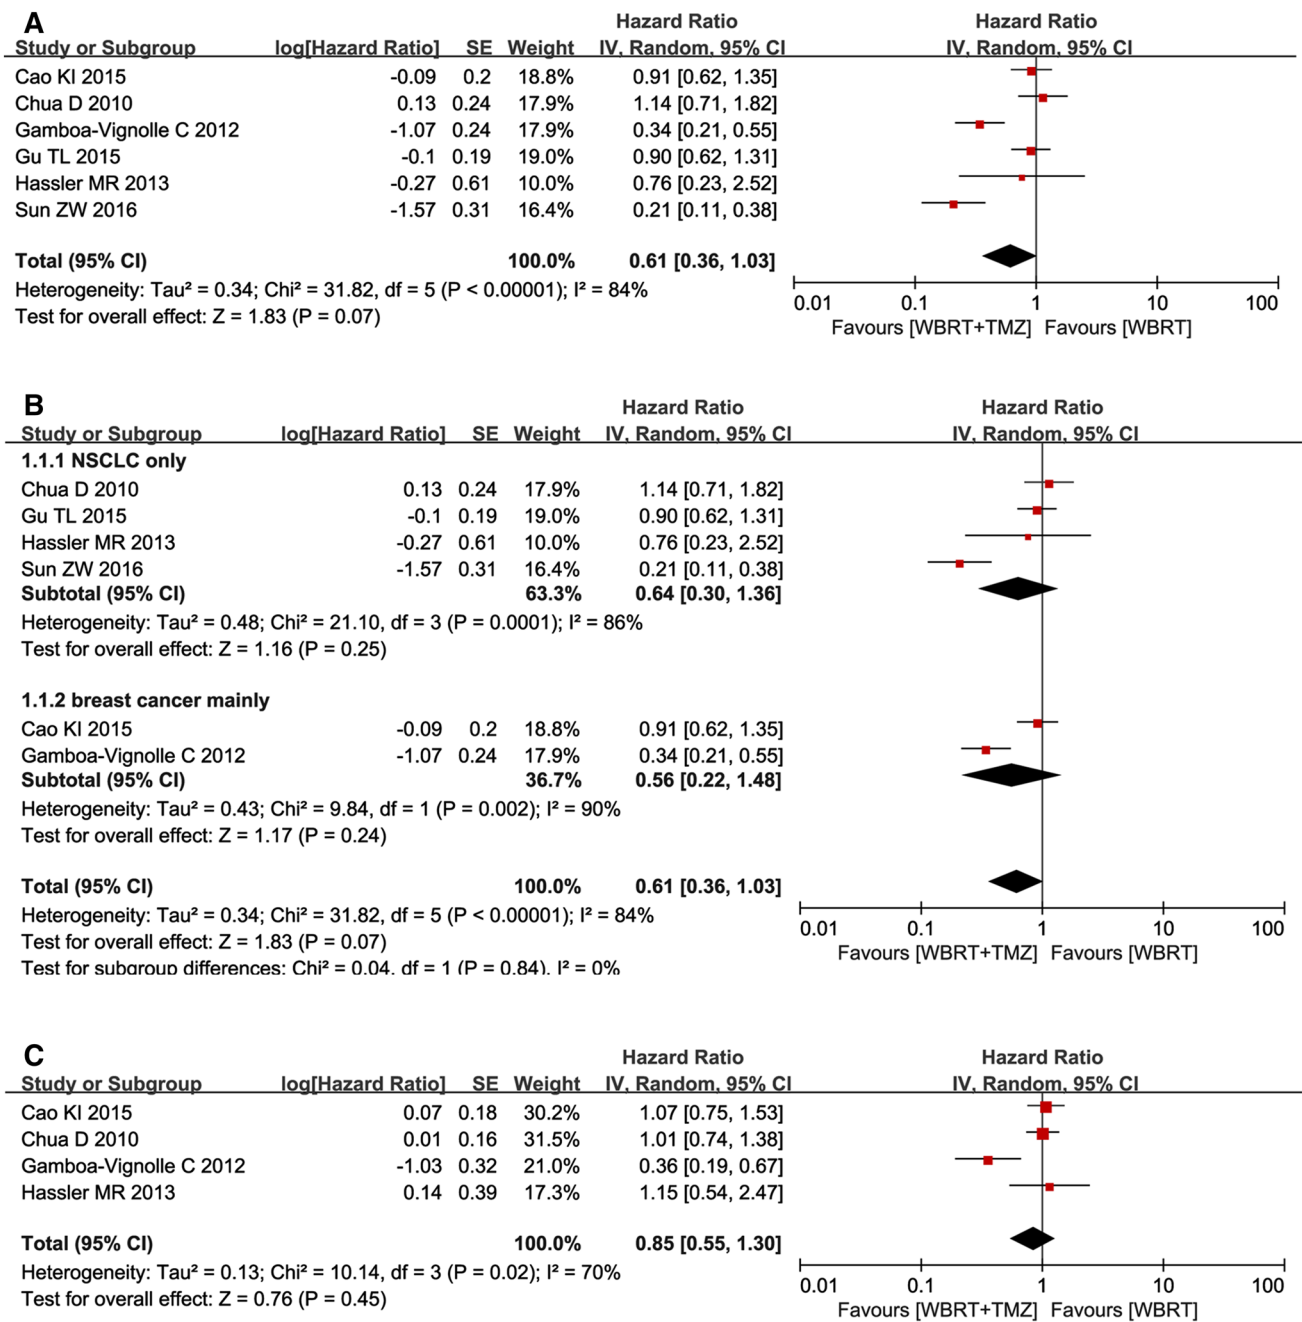 A
Hazard Ratio Hazard Ratio
Study or Subgroup log[Hazard Ratio] SE Weight IV, Random, 95% CI IV, Random, 95% CI
Cao KI 2015 -0.09 0.2 18.8% 0.91 [0.62, 1.35]
Chua D 2010 0.13 0.24 17.9% 1.14 [0.71, 1.82]
Gamboa-Vignolle C 2012 -1.07 0.24 17.9% 0.34 [0.21, 0.55]
Gu TL 2015 -0.1 0.19 19.0% 0.90 [0.62, 1.31]
Hassler MR 2013 -0.27 0.61 10.0% 0.76 [0.23, 2.52]
Sun ZW 2016 -1.57 0.31 16.4% 0.21 [0.11, 0.38]
Total (95% CI) 100.0% 0.61 [0.36, 1.03]
Heterogeneity: Tau² = 0.34; Chi² = 31.82, df = 5 (P < 0.00001); I² = 84%
Test for overall effect: Z = 1.83 (P = 0.07)
0.01 0.1 1 10 100
Favours [WBRT+TMZ] Favours [WBRT]
B
Hazard Ratio Hazard Ratio
Study or Subgroup log[Hazard Ratio] SE Weight IV, Random, 95% CI IV, Random, 95% CI
1.1.1 NSCLC only
Chua D 2010 0.13 0.24 17.9% 1.14 [0.71, 1.82]
Gu TL 2015 -0.1 0.19 19.0% 0.90 [0.62, 1.31]
Hassler MR 2013 -0.27 0.61 10.0% 0.76 [0.23, 2.52]
Sun ZW 2016 -1.57 0.31 16.4% 0.21 [0.11, 0.38]
Subtotal (95% CI) 63.3% 0.64 [0.30, 1.36]
Heterogeneity: Tau² = 0.48; Chi² = 21.10, df = 3 (P = 0.0001); I² = 86%
Test for overall effect: Z = 1.16 (P = 0.25)
1.1.2 breast cancer mainly
Cao KI 2015 -0.09 0.2 18.8% 0.91 [0.62, 1.35]
Gamboa-Vignolle C 2012 -1.07 0.24 17.9% 0.34 [0.21, 0.55]
Subtotal (95% CI) 36.7% 0.56 [0.22, 1.48]
Heterogeneity: Tau² = 0.43; Chi² = 9.84, df = 1 (P = 0.002); I² = 90%
Test for overall effect: Z = 1.17 (P = 0.24)
Total (95% CI) 100.0% 0.61 [0.36, 1.03]
Heterogeneity: Tau² = 0.34; Chi² = 31.82, df = 5 (P < 0.00001); I² = 84%
Test for overall effect: Z = 1.83 (P = 0.07)
Test for subgroup differences: Chi² = 0.04, df = 1 (P = 0.84), I² = 0%
0.01 0.1 1 10 100
Favours [WBRT+TMZ] Favours [WBRT]
C
Hazard Ratio Hazard Ratio
Study or Subgroup log[Hazard Ratio] SE Weight IV, Random, 95% CI IV, Random, 95% CI
Cao KI 2015 0.07 0.18 30.2% 1.07 [0.75, 1.53]
Chua D 2010 0.01 0.16 31.5% 1.01 [0.74, 1.38]
Gamboa-Vignolle C 2012 -1.03 0.32 21.0% 0.36 [0.19, 0.67]
Hassler MR 2013 0.14 0.39 17.3% 1.15 [0.54, 2.47]
Total (95% CI) 100.0% 0.85 [0.55, 1.30]
Heterogeneity: Tau² = 0.13; Chi² = 10.14, df = 3 (P = 0.02); I² = 70%
Test for overall effect: Z = 0.76 (P = 0.45)
0.01 0.1 1 10 100
Favours [WBRT+TMZ] Favours [WBRT]